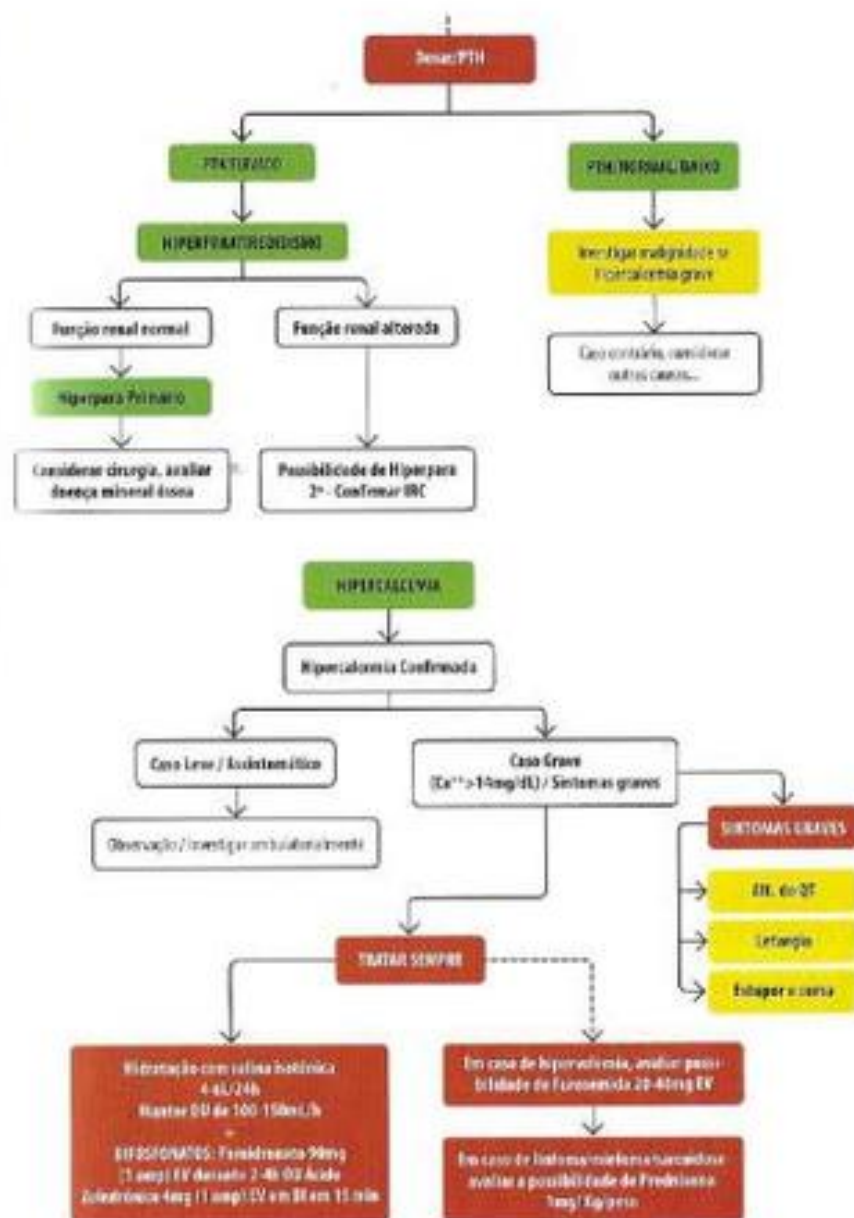 Dosar/PTH
PTH ELEVADO
PTH: NORMAL/BAIXO
HIPERPARATIREOIDISMO
Investigar malignidade se
Hipercalcemia grave
Função renal normal
Função renal alterada
Caso contrário, considerar
outras causas...
Hiperpara Primário
Considerar cirurgia, avaliar
doença mineral óssea
Possibilidade de Hiperpara
2º - Confirmar IRC
HIPERCALCEMIA
Hipercalcemia Confirmada
Caso Leve / Assintomático
Caso Grave
(Ca++>14mg/dL) / Sintomas graves
Observação / Investigar ambulatorialmente
SINTOMAS GRAVES
Alt. do QT
Letargia
Estupor e coma
TRATAR SEMPRE
Hidratação com salina isotônica
/24h
Manter DU de 100-150mL/h
+
BIFOSFONATOS: Pamidronato 90mg
(1 amp) EV durante 2-4h OU Ácido
Zoledrônico 4mg (1 amp) EV em BI em 15 min
Em caso de hipervolemia, avaliar possi-
bilidade de Furosemida 20-40mg EV
Em caso de linfoma/mieloma/sarcoidose
avaliar a possibilidade de Prednisona
1mg/Kg/peso